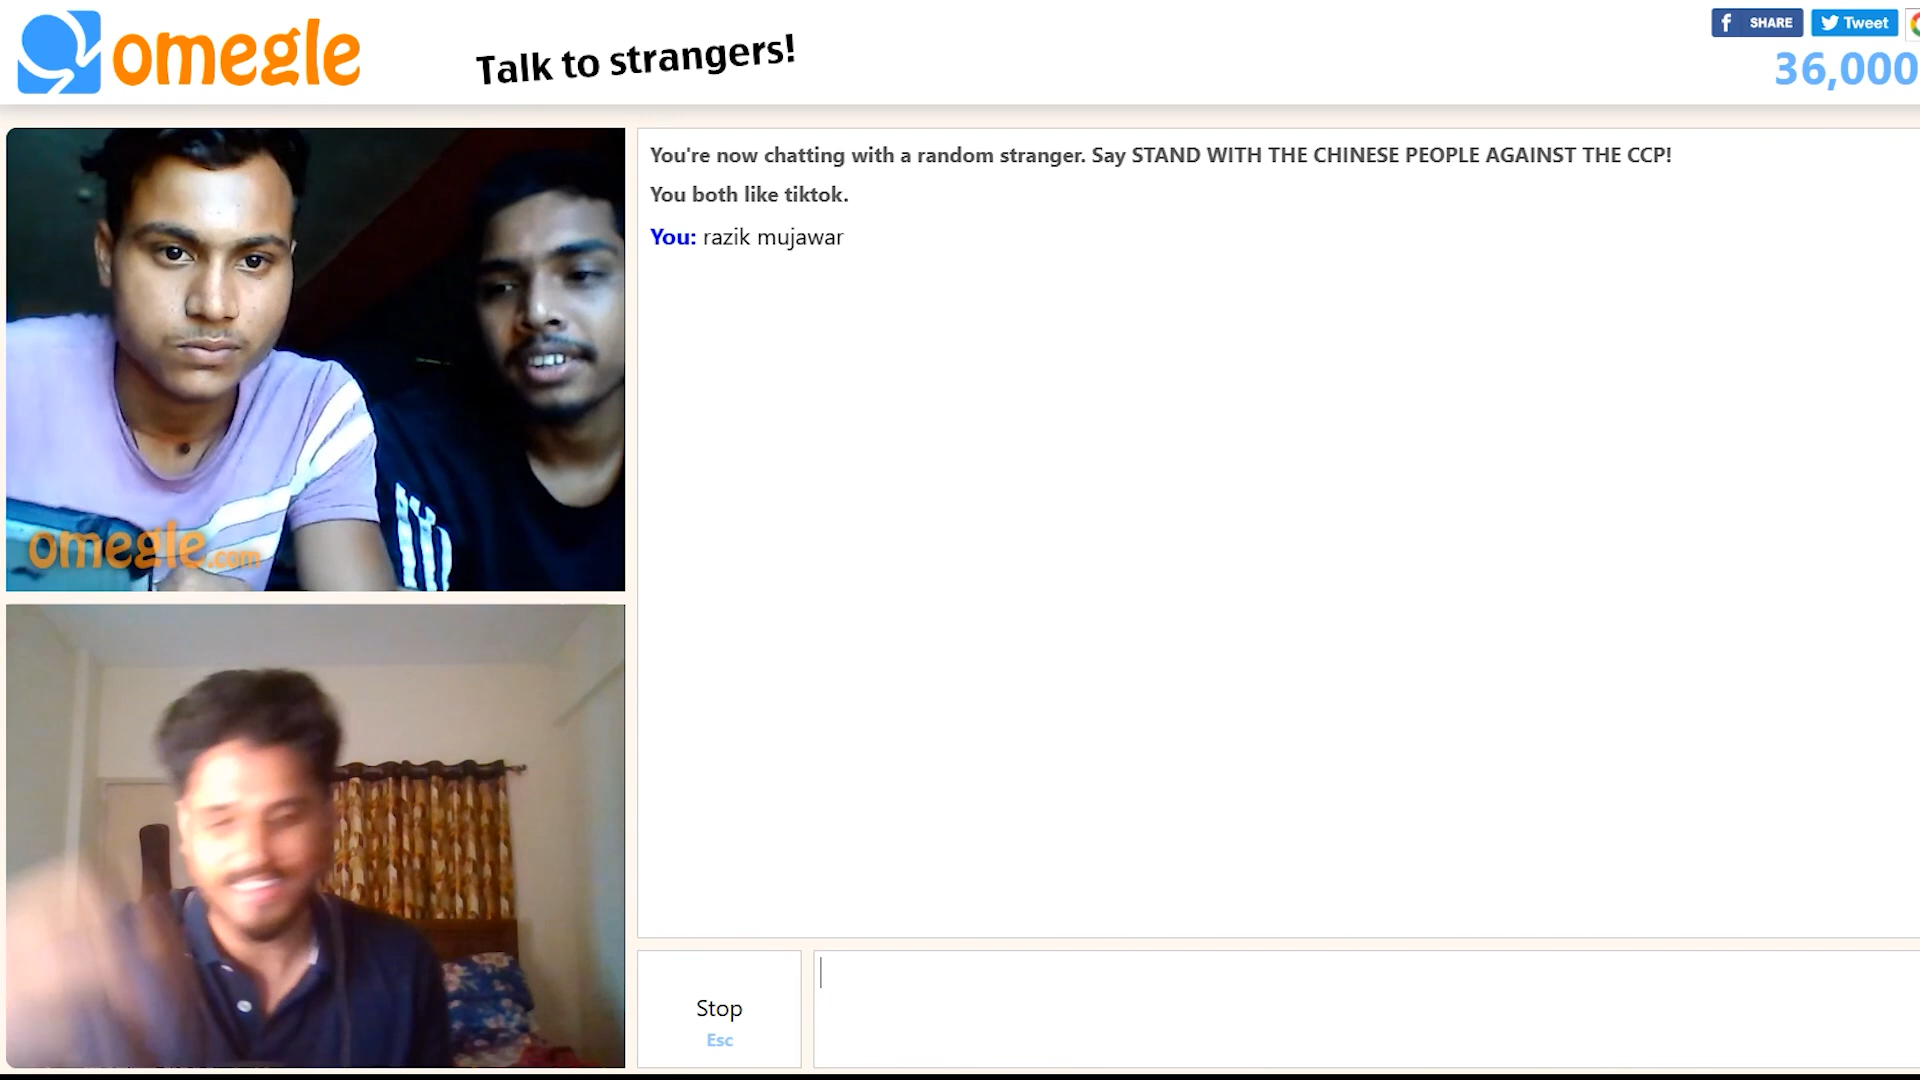 omegle
Talk to strangers!
f SHARE
Tweet
36,000
You're now chatting with a random stranger. Say STAND WITH THE CHINESE PEOPLE AGAINST THE CCP!
You both like tiktok.
You: razik mujawar
omegle.com
Stop
Esc